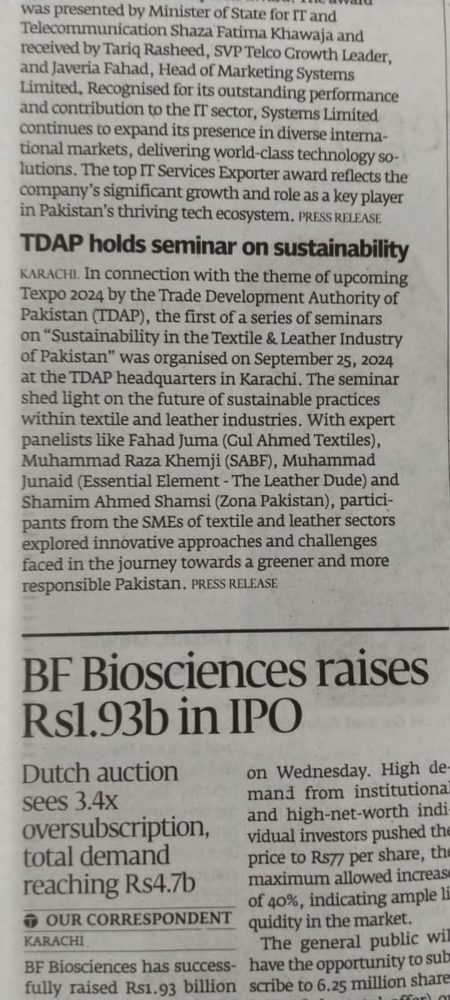 was presented by Minister of State for IT and
Telecommunication Shaza Fatima Khawaja and
received by Tariq Rasheed, SVP Telco Growth Leader,
and Javeria Fahad, Head of Marketing Systems
Limited. Recognised for its outstanding performance
and contribution to the IT sector, Systems Limited
continues to expand its presence in diverse interna-
tional markets, delivering world-class technology so-
lutions. The top IT Services Exporter award reflects the
company's significant growth and role as a key player
in Pakistan's thriving tech ecosystem. PRESS RELEASE
TDAP holds seminar on sustainability
KARACHI. In connection with the theme of upcoming
Texpo 2024 by the Trade Development Authority of
Pakistan (TDAP), the first of a series of seminars
on “Sustainability in the Textile & Leather Industry
of Pakistan” was organised on September 25, 2024
at the TDAP headquarters in Karachi. The seminar
shed light on the future of sustainable practices
within textile and leather industries. With expert
panelists like Fahad Juma (Gul Ahmed Textiles),
Muhammad Raza Khemji (SABF), Muhammad
Junaid (Essential Element - The Leather Dude) and
Shamim Ahmed Shamsi (Zona Pakistan), partici-
pants from the SMEs of textile and leather sectors
explored innovative approaches and challenges
faced in the journey towards a greener and more
responsible Pakistan. PRESS RELEASE
BF Biosciences raises
Rs1.93b in IPO
Dutch auction
sees 3.4x
oversubscription,
total demand
reaching Rs4.7b
OUR CORRESPONDENT
KARACHI
BF Biosciences has success-
fully raised Rs1.93 billion
on Wednesday. High de-
mand from institutional
and high-net-worth indi-
vidual investors pushed the
price to Rs77 per share, the
maximum allowed increase
of 40%, indicating ample li
quidity in the market.
The general public wil
have the opportunity to sub
scribe to 6.25 million share